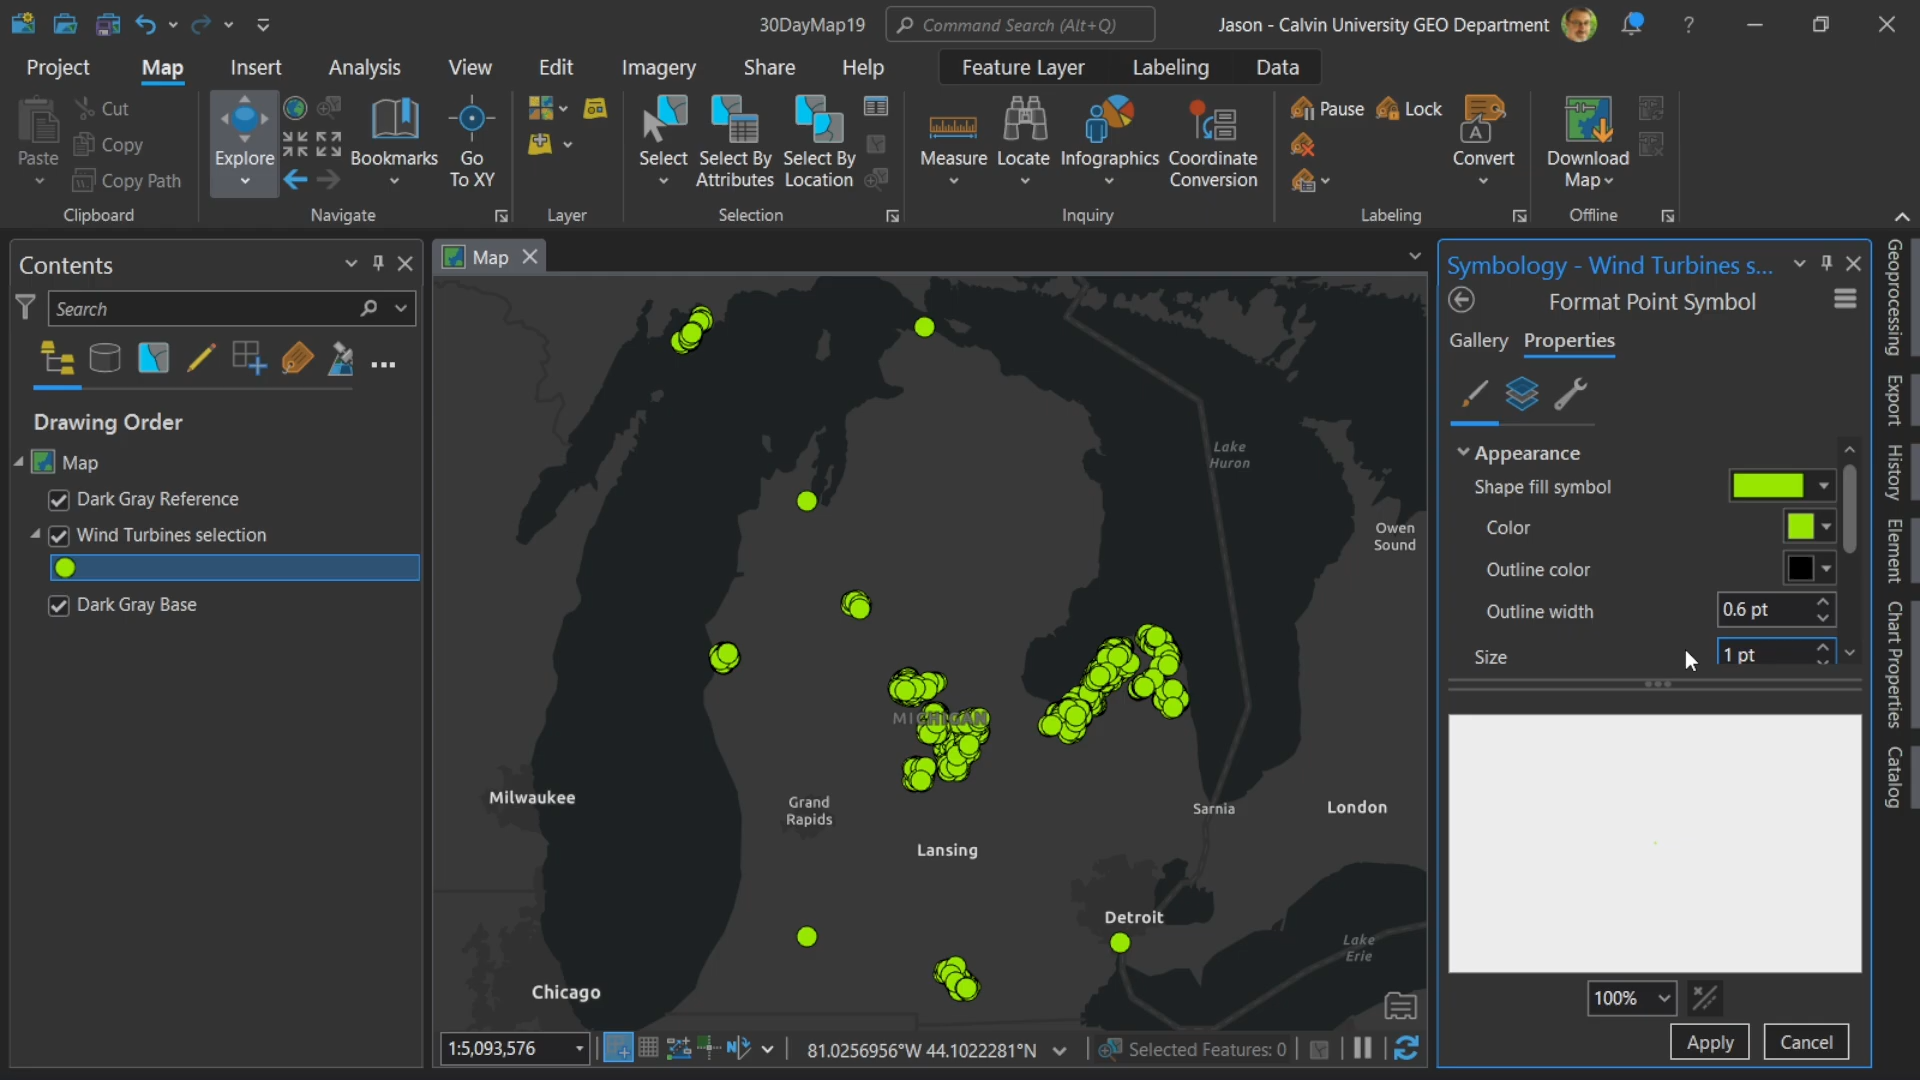 30DayMap19
Command Search (Alt+Q)
Jason - Calvin University GEO Department
?
Project
Map
Insert
Analysis
View
Edit
Imagery
Share
Help
Feature Layer
Labeling
Data
Paste
Cut
Copy
Copy Path
Clipboard
Explore
Bookmarks
Go
To XY
Navigate
Layer
Select
Select By
Attributes
Select By
Location
Selection
Measure
Locate
Infographics
Coordinate
Conversion
Inquiry
Pause
Lock
A
Convert
Labeling
Download
Map
Offline
Contents
Search
Drawing Order
Map
Dark Gray Reference
Wind Turbines selection
Dark Gray Base
Map
Lake
Huron
Owen
Sound
MICHIGAN
Milwaukee
Grand
Rapids
Sarnia
London
Lansing
Detroit
Lake
Erie
Chicago
1:5,093,576
N
81.0256956°W 44.1022281°N
Selected Features: 0
Symbology - Wind Turbines s...
Format Point Symbol
Gallery
Properties
Appearance
Shape fill symbol
Color
Outline color
Outline width
0.6 pt
Size
1 pt
100%
Apply
Cancel
Geoprocessing
Export
History
Element
Chart Properties
Catalog